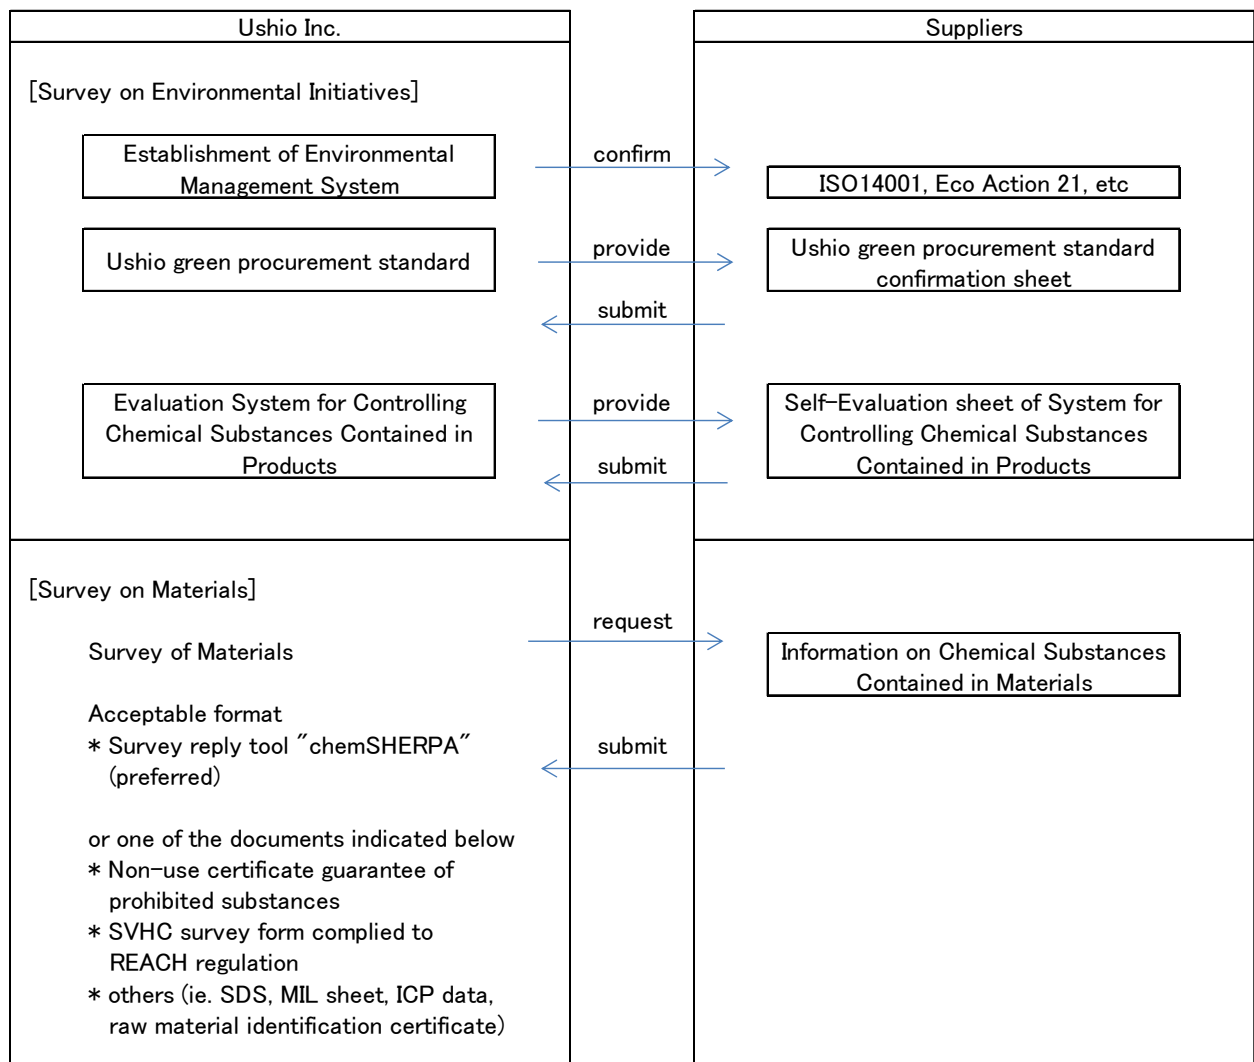 Ushio Inc.
Suppliers
[Survey on Environmental Initiatives]
Establishment of Environmental
Management System
confirm
ISO14001, Eco Action 21, etc
Ushio green procurement standard
provide
Ushio green procurement standard
confirmation sheet
submit
Evaluation System for Controlling
Chemical Substances Contained in
Products
provide
submit
Self-Evaluation sheet of System for
Controlling Chemical Substances
Contained in Products
[Survey on Materials]
request
Survey of Materials
Information on Chemical Substances
Contained in Materials
Acceptable format
* Survey reply tool "chemSHERPA"
(preferred)
submit
or one of the documents indicated below
* Non-use certificate guarantee of
prohibited substances
* SVHC survey form complied to
REACH regulation
* others (ie. SDS, MIL sheet, ICP data,
raw material identification certificate)